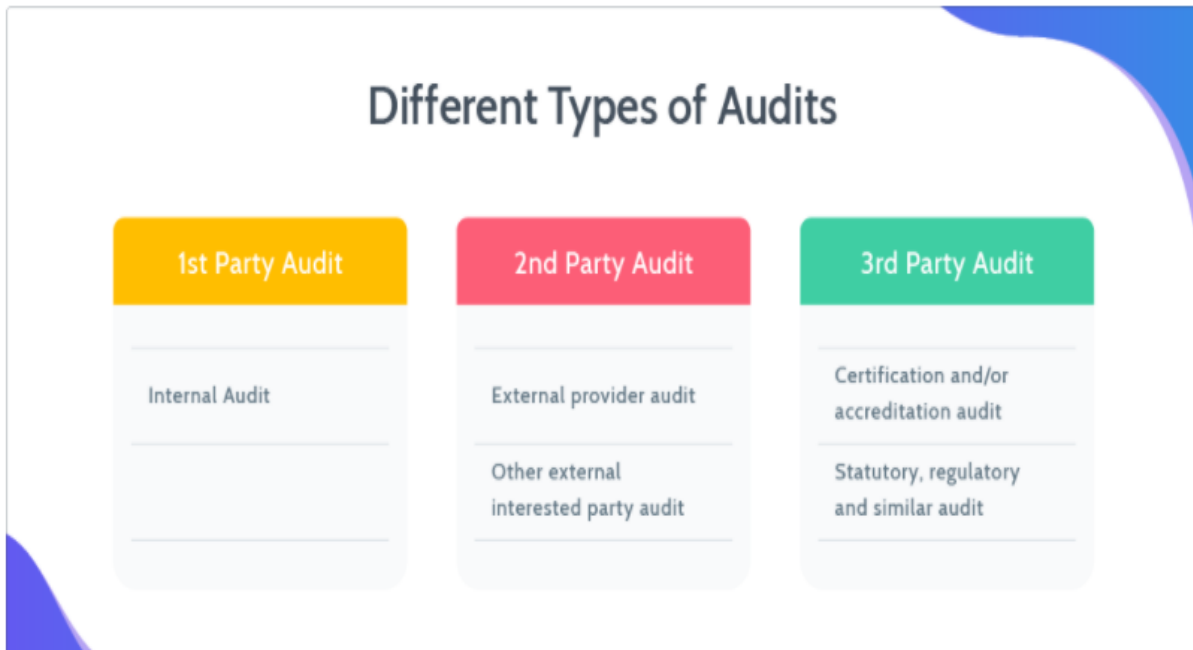 Different Types of Audits
1st Party Audit
Internal Audit
2nd Party Audit
External provider audit
Other external
interested party audit
3rd Party Audit
Certification and/or
accreditation audit
Statutory, regulatory
and similar audit